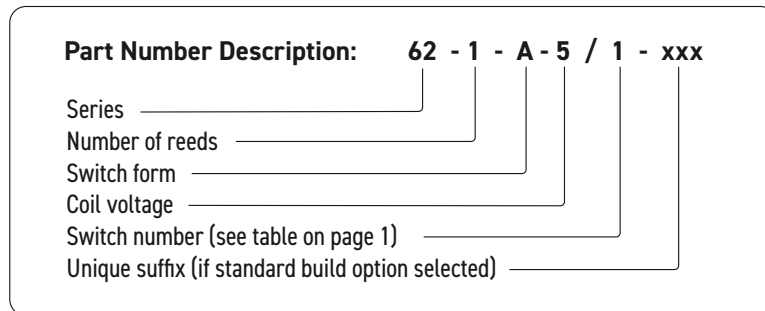 Part Number Description: 62 - 1 - A - 5 / 1 - xxx
Series
Number of reeds
Switch form
Coil voltage
Switch number (see table on page 1)
Unique suffix (if standard build option selected)